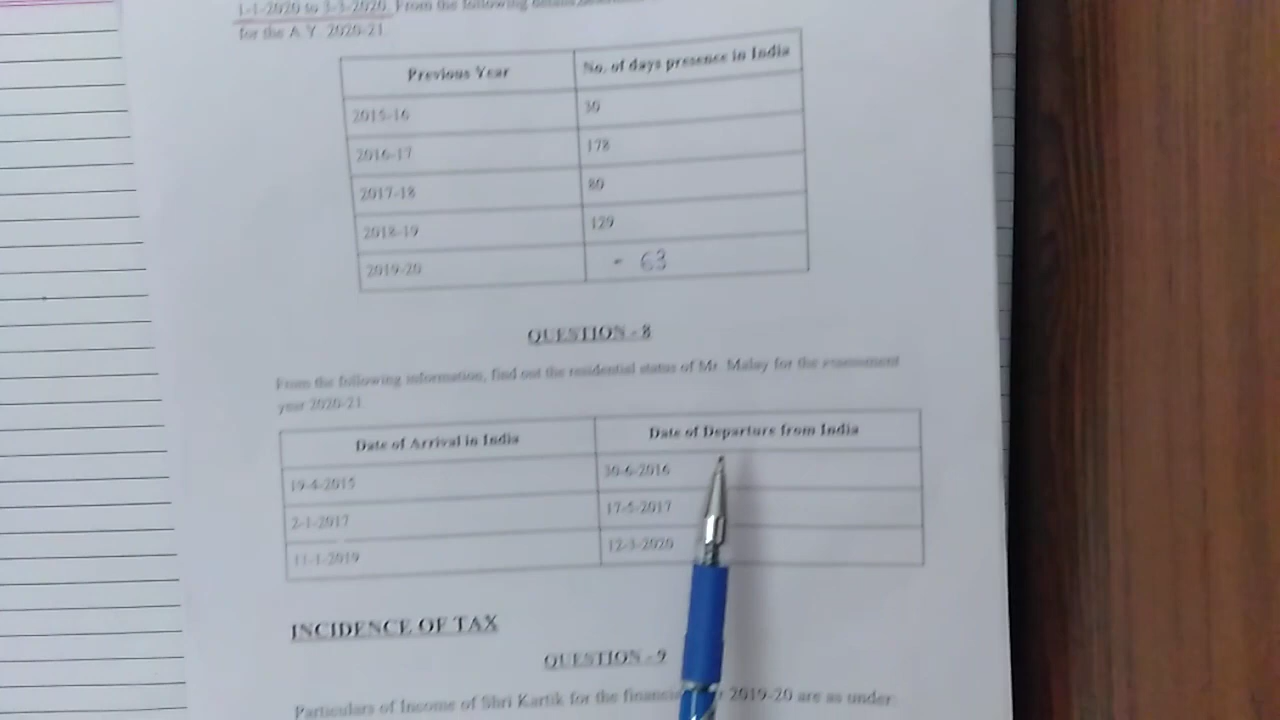 1-1-2020 to 3-3-2020. From the following
for the A.Y. 2020-21
Previous Year No. of days presence in India
2015-16 30
2016-17 178
2017-18 80
2018-19 129
2019-20 - 63
QUESTION - 8
From the following information, find out the residential status of Mr. Malay for the assessment
year 2020-21
Date of Arrival in India Date of Departure from India
19-4-2015 30-6-2016
2-1-2017 17-5-2017
11-1-2019 12-3-2020
INCIDENCE OF TAX
QUESTION - 9
Particulars of Income of Shri Kartik for the 2019-20 are as under: